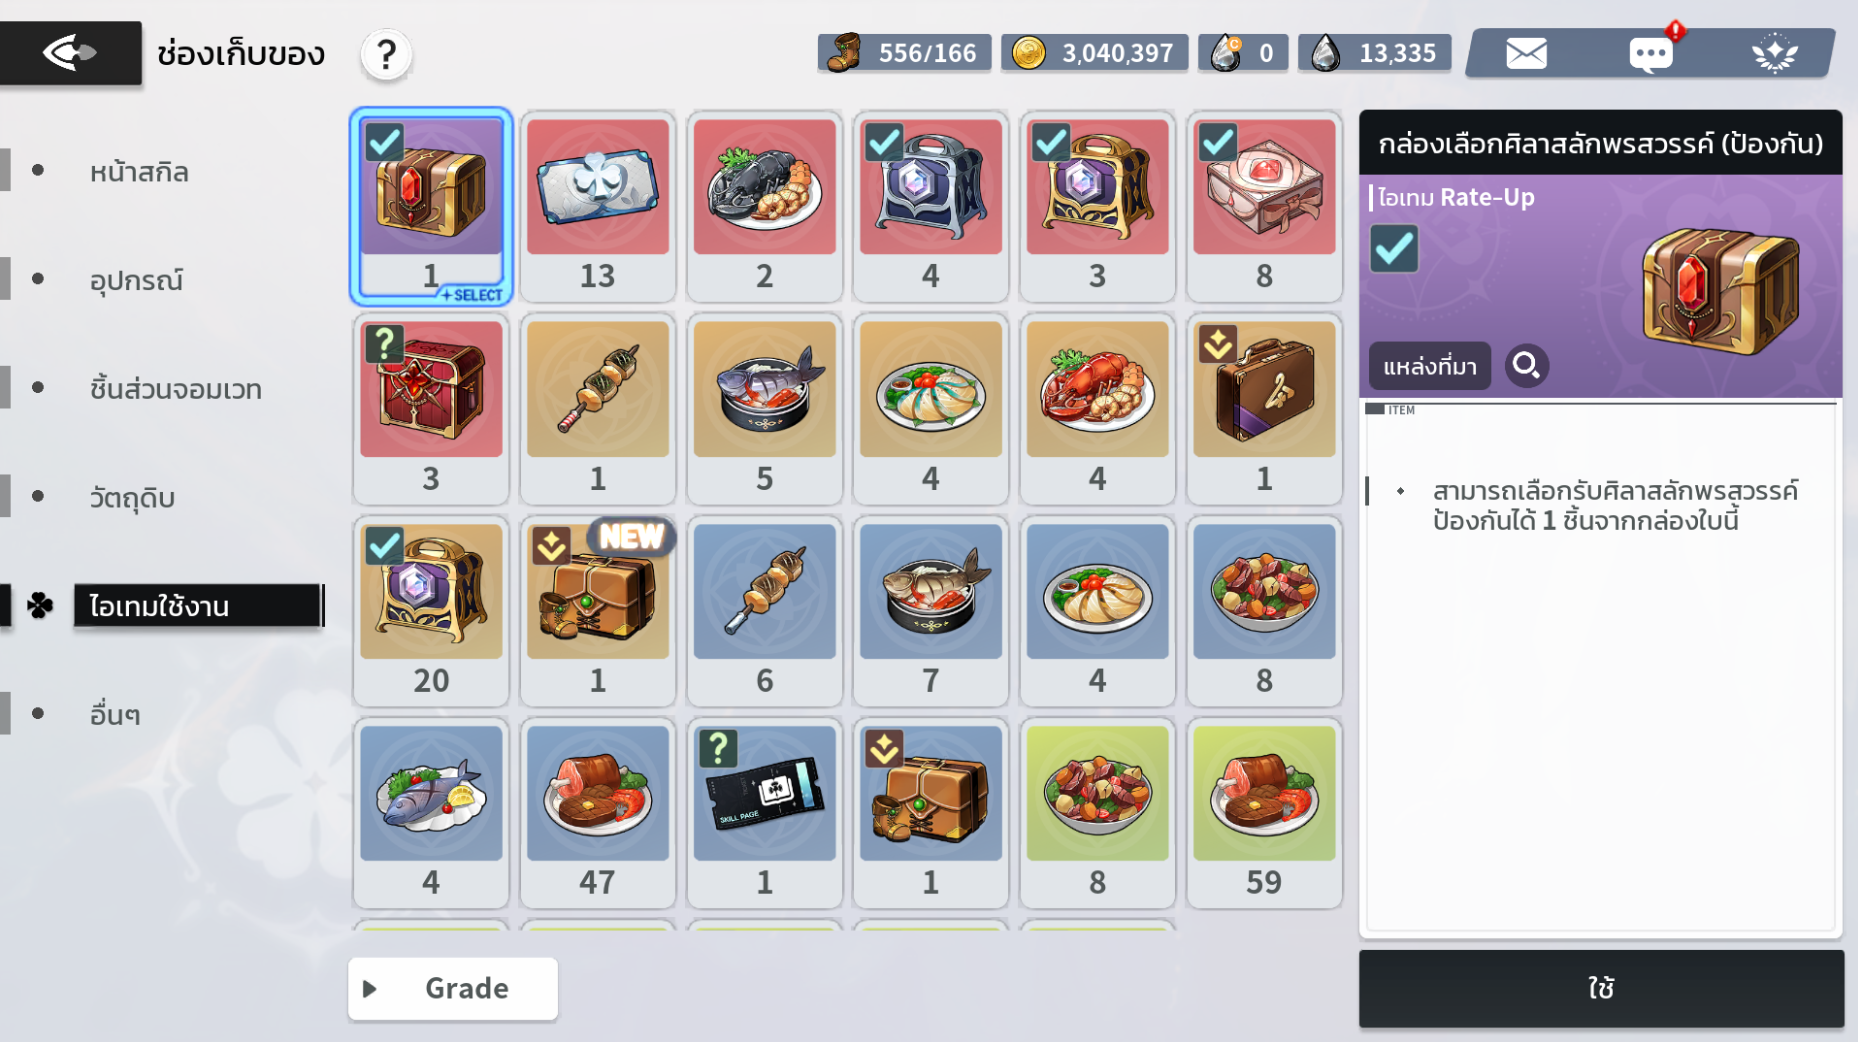 ช่องเก็บของ
?
556/166
3,040,397
0
13,335
หน้าสกิล
อุปกรณ์
ชิ้นส่วนจอมเวท
วัตถุดิบ
ไอเทมใช้งาน
อื่นๆ
1
+SELECT
13
2
4
3
8
?
3
1
5
4
4
1
20
NEW
1
6
7
4
8
4
47
?
SKILL PAGE
1
1
8
59
Grade
กล่องเลือกศิลาสลักพรสวรรค์ (ป้องกัน)
ไอเทม Rate-Up
แหล่งที่มา
ITEM
สามารถเลือกรับศิลาสลักพรสวรรค์
ป้องกันได้ 1 ชิ้นจากกล่องใบนี้
ใช้